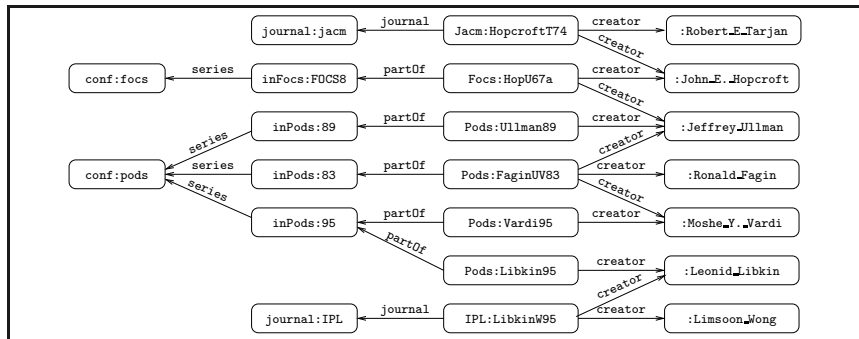 journal:jacm journal Jacm:HopcroftT74 creator :Robert_E_Tarjan
creator
conf:focs series inFocs:FOCS8 partOf Focs:HopU67a creator :John_E._Hopcroft
creator
inPods:89 partOf Pods:Ullman89 creator :Jeffrey_Ullman
series
creator
conf:pods series inPods:83 partOf Pods:FaginUV83 creator :Ronald_Fagin
series
creator
inPods:95 partOf Pods:Vardi95 creator :Moshe_Y._Vardi
partOf
Pods:Libkin95 creator :Leonid_Libkin
creator
journal:IPL journal IPL:LibkinW95 creator :Limsoon_Wong